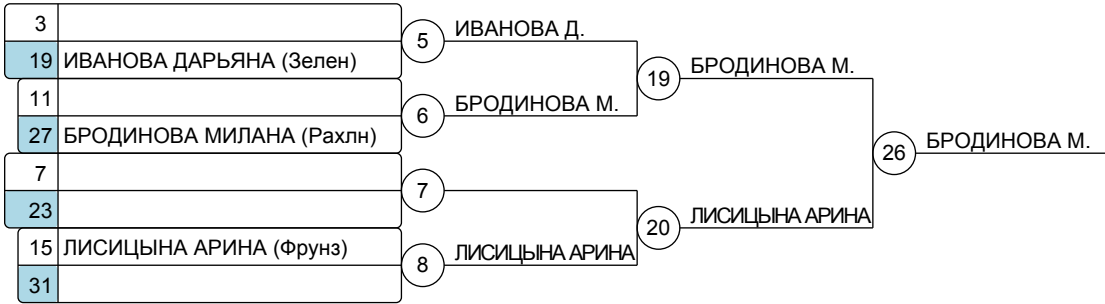 3
19 ИВАНОВА ДАРЬЯНА (Зелен)
5
ИВАНОВА Д.
11
27 БРОДИНОВА МИЛАНА (Рахлн)
6
БРОДИНОВА М.
19
БРОДИНОВА М.
7
23
7
15 ЛИСИЦЫНА АРИНА (Фрунз)
31
8
ЛИСИЦЫНА АРИНА
20
ЛИСИЦЫНА АРИНА
26
БРОДИНОВА М.